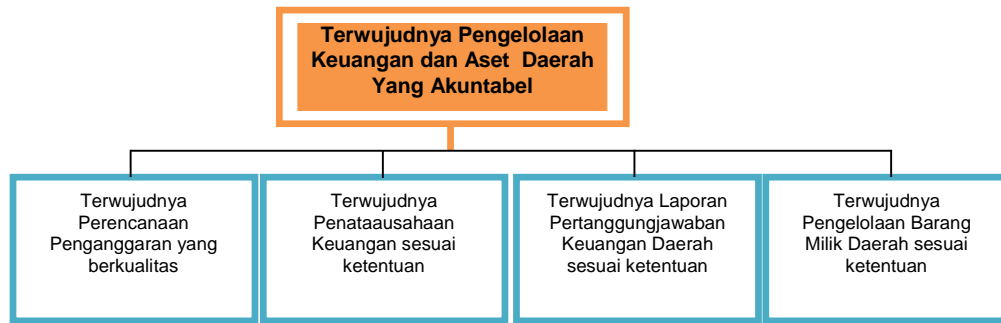 Terwujudnya Pengelolaan
Keuangan dan Aset Daerah
Yang Akuntabel
Terwujudnya
Perencanaan
Penganggaran yang
berkualitas
Terwujudnya
Penataausahaan
Keuangan sesuai
ketentuan
Terwujudnya Laporan
Pertanggungjawaban
Keuangan Daerah
sesuai ketentuan
Terwujudnya
Pengelolaan Barang
Milik Daerah sesuai
ketentuan